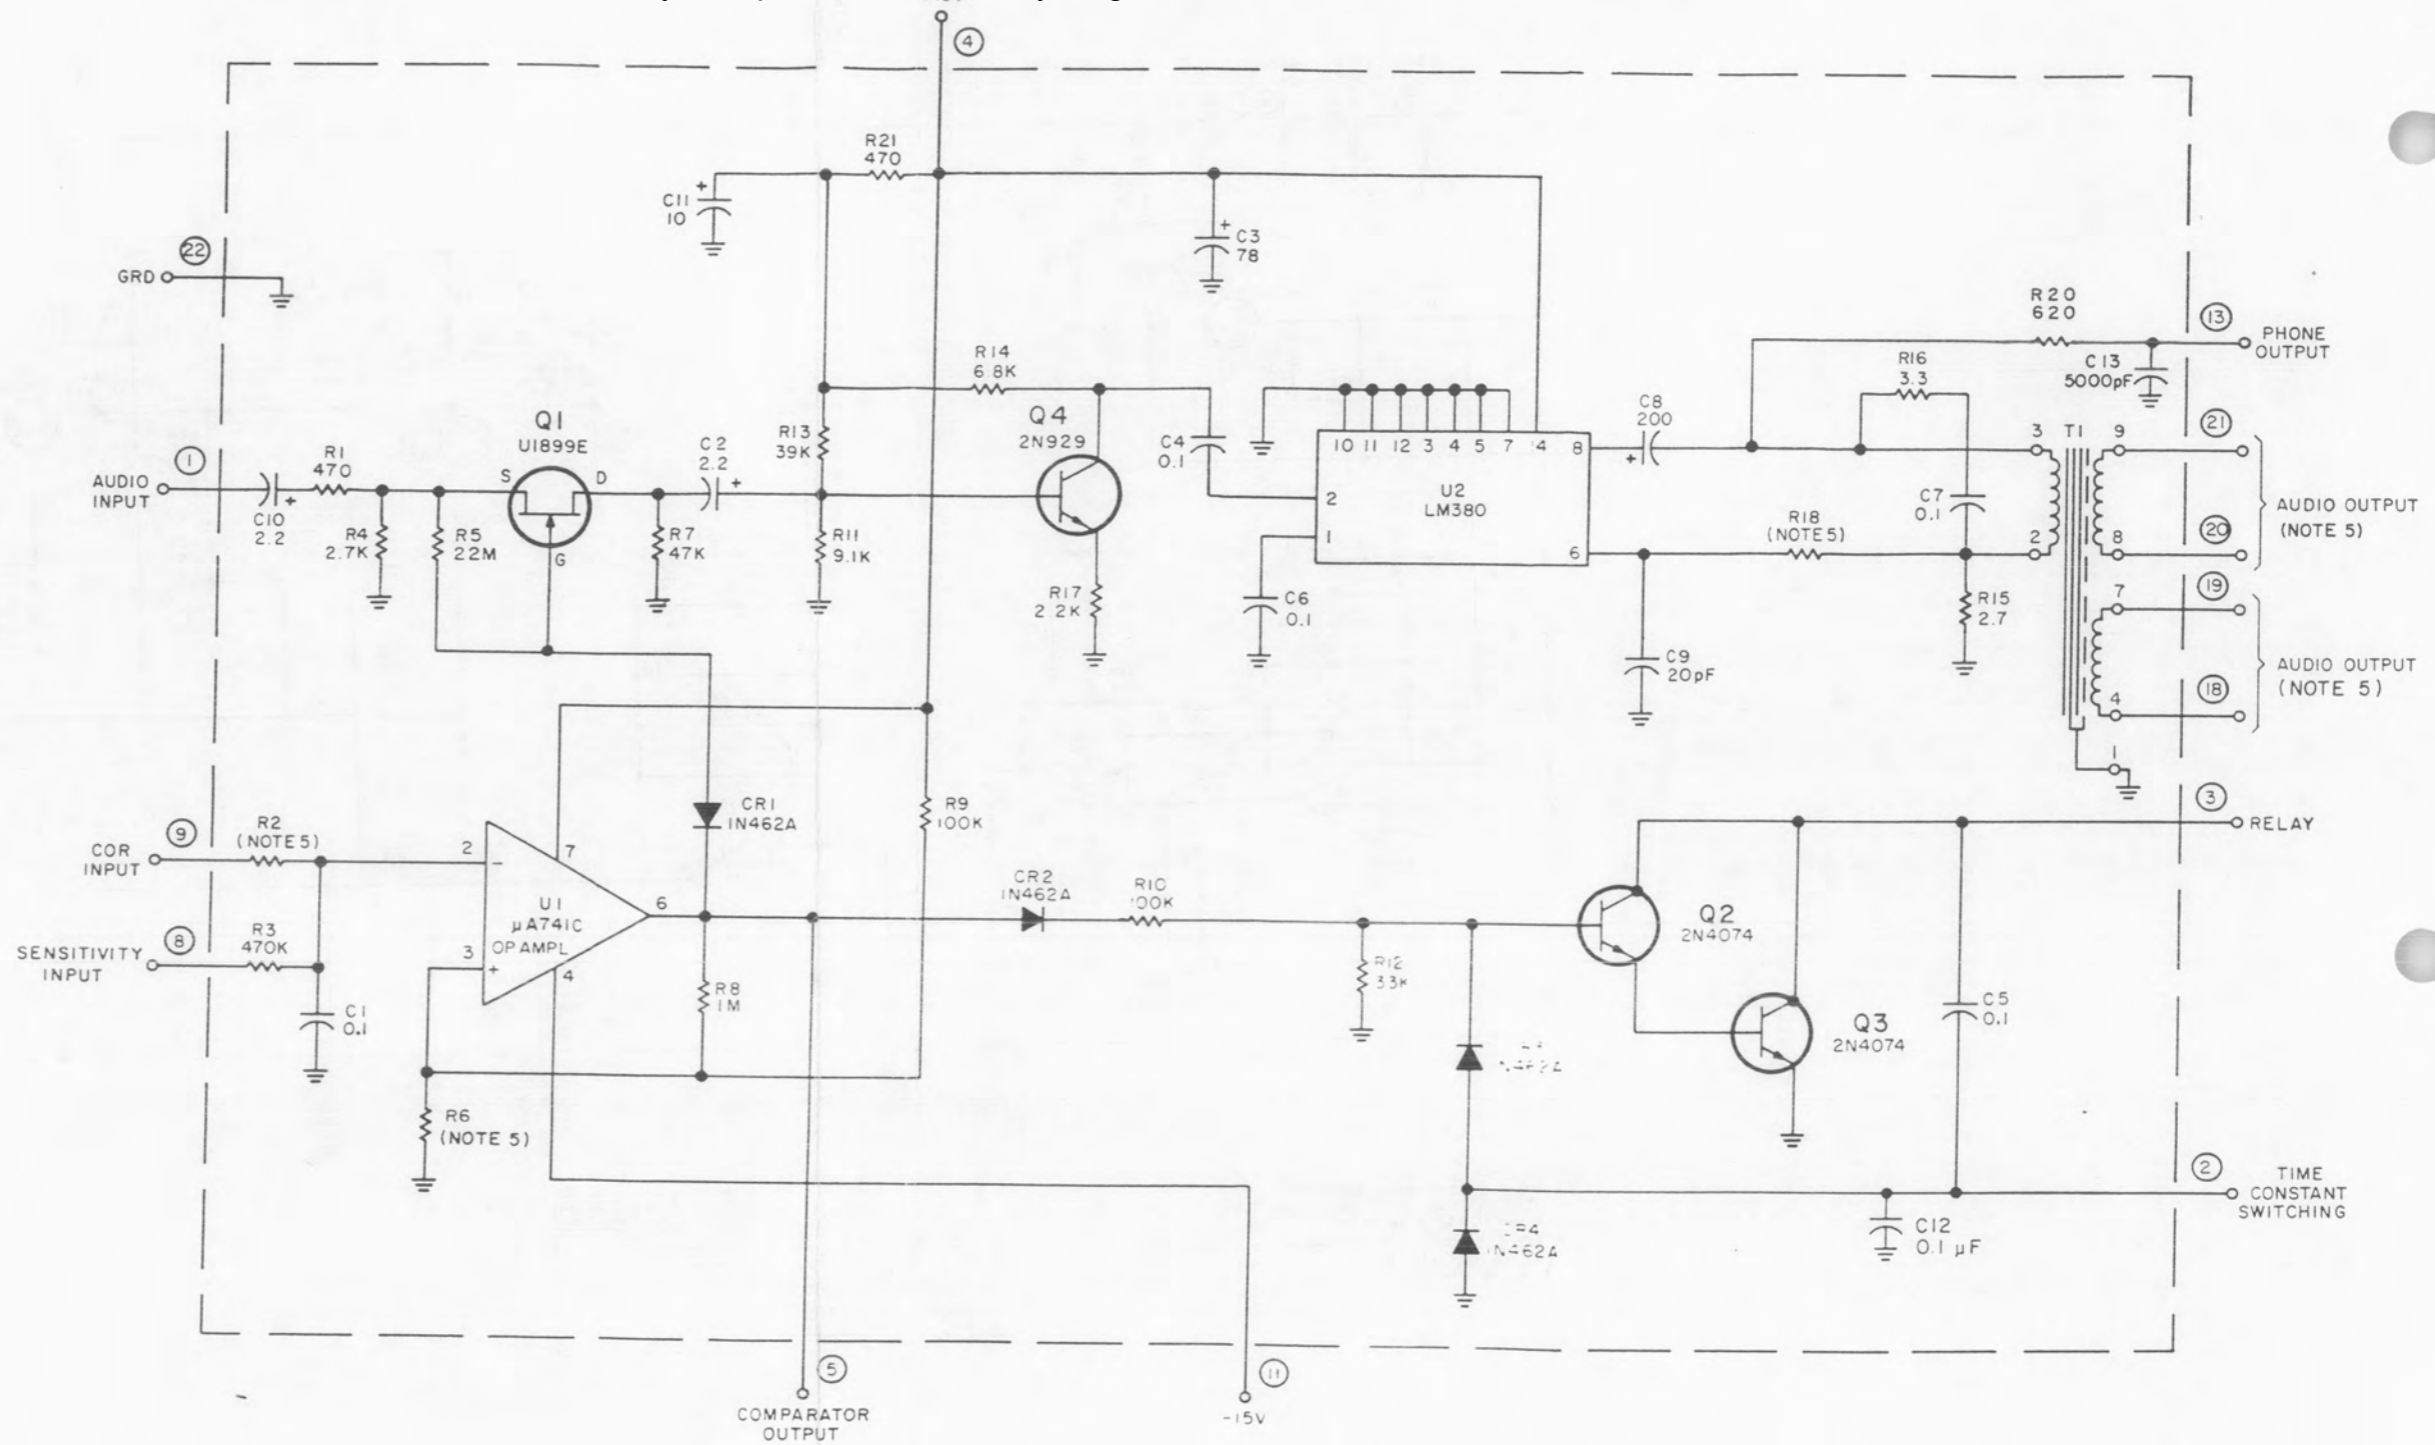 4
R21
470
C11
10
+
+
C3
78
22
GRD
R20
620
13
PHONE
OUTPUT
C13
5000pF
R14
6.8K
R16
3.3
Q1
U1899E
Q4
2N929
C8
200
+
C2
2.2
+
R13
39K
C4
0.1
10 11 12 3 4 5 7 14 8
3 T1 9
21
1
AUDIO
INPUT
R1
470
S
D
G
C10
2.2
+
R4
2.7K
R5
22M
R7
47K
R11
9.1K
2
1
U2
LM380
6
C7
0.1
R18
(NOTE 5)
2
8
20
AUDIO OUTPUT
(NOTE 5)
R17
2.2K
C6
0.1
R15
2.7
7
19
C9
20pF
4
18
AUDIO OUTPUT
(NOTE 5)
1
3
RELAY
CR1
1N462A
R9
100K
9
COR
INPUT
R2
(NOTE 5)
2
-
7
U1
µA741C
OP AMPL
6
3
+
4
CR2
1N462A
R10
100K
Q2
2N4074
8
SENSITIVITY
INPUT
R3
470K
R12
33K
R8
1M
C1
0.1
C5
0.1
Q3
2N4074
R6
(NOTE 5)
2
TIME
CONSTANT
SWITCHING
C12
0.1 µF
N462A
5
COMPARATOR
OUTPUT
11
-15V